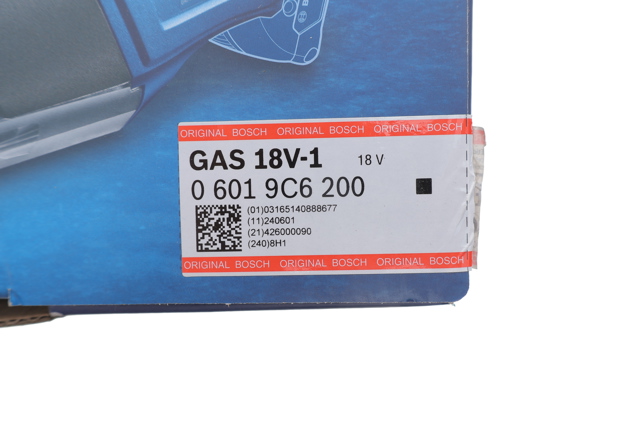 BOSCH
ORIGINAL BOSCH ORIGINAL BOSCH ORIGINAL BOSCH
GAS 18V-1 18 V
0 601 9C6 200
(01)03165140888677
(11)240601
(21)426000090
(240)8H1
ORIGINAL BOSCH ORIGINAL BOSCH ORIGINAL BOSCH